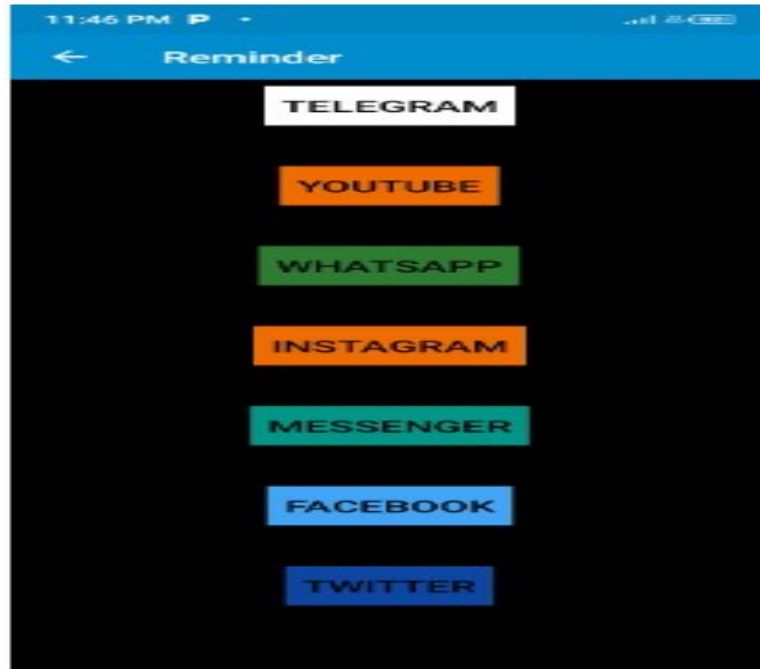 11:46 PM P
Reminder
TELEGRAM
YOUTUBE
WHATSAPP
INSTAGRAM
MESSENGER
FACEBOOK
TWITTER